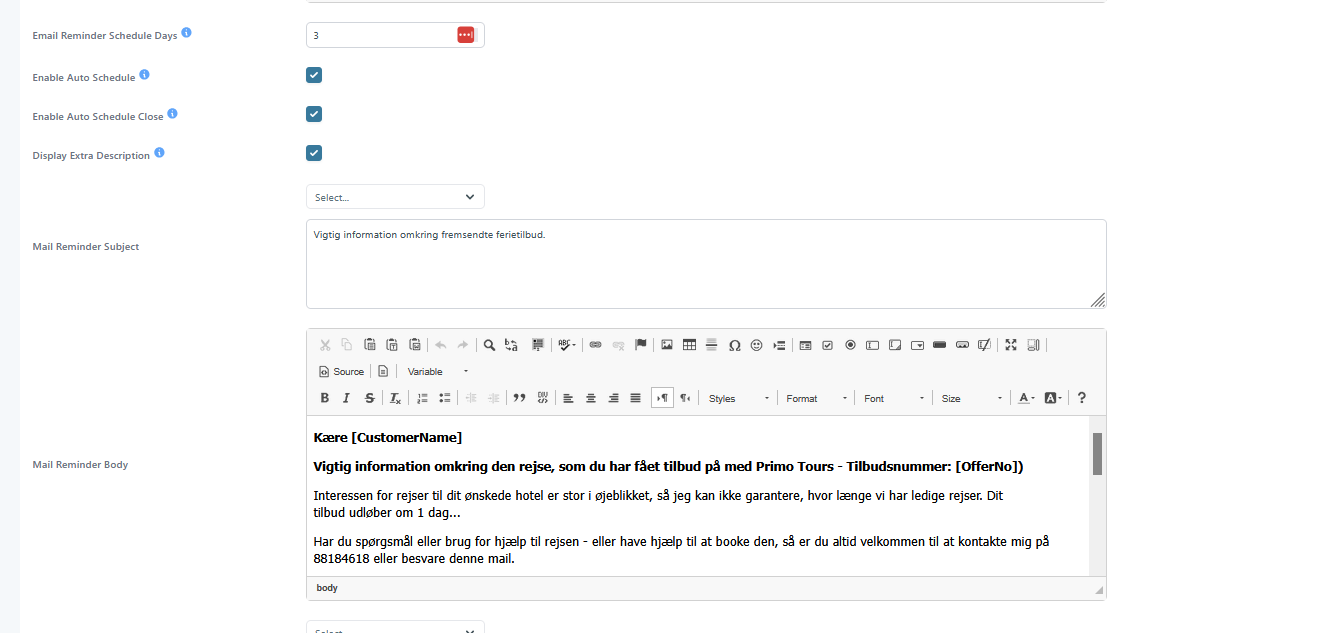 Email Reminder Schedule Days
3
Enable Auto Schedule
Enable Auto Schedule Close
Display Extra Description
Select...
Mail Reminder Subject
Vigtig information omkring fremsendte ferietilbud.
Source
Variable
Styles
Format
Font
Size
Mail Reminder Body
Kære [CustomerName]
Vigtig information omkring den rejse, som du har fået tilbud på med Primo Tours - Tilbudsnummer: [OfferNo])
Interessen for rejser til dit ønskede hotel er stor i øjeblikket, så jeg kan ikke garantere, hvor længe vi har ledige rejser. Dit
tilbud udløber om 1 dag...
Har du spørgsmål eller brug for hjælp til rejsen - eller have hjælp til at booke den, så er du altid velkommen til at kontakte mig på
88184618 eller besvare denne mail.
body
Select...